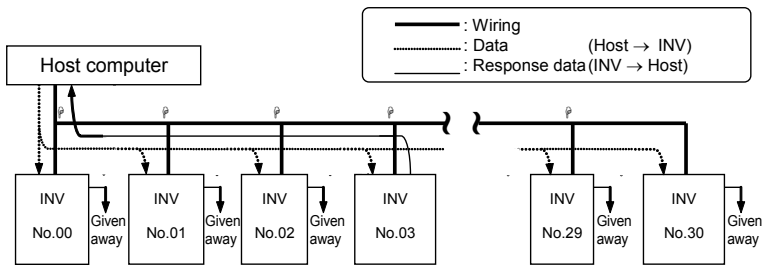 : Wiring
: Data (Host → INV)
: Response data (INV → Host)
Host computer
INV
No.00
Given
away
INV
No.01
Given
away
INV
No.02
Given
away
INV
No.03
Given
away
INV
No.29
Given
away
INV
No.30
Given
away